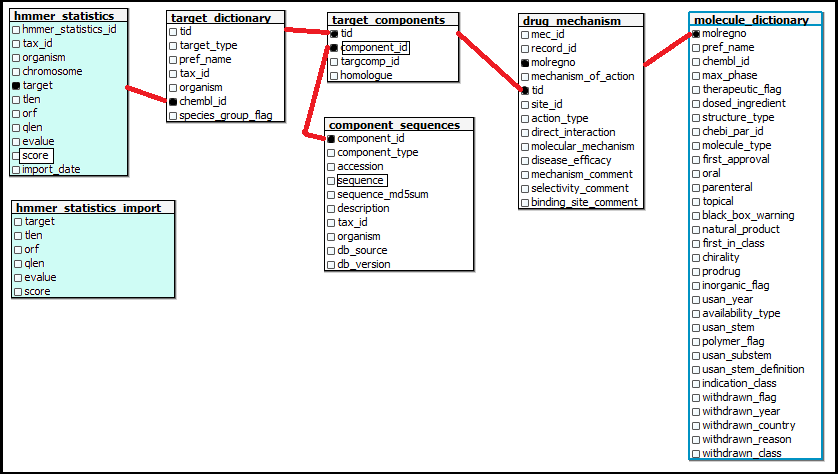 hmmer_statistics
hmmer_statistics_id
tax_id
organism
chromosome
target
tlen
orf
qlen
evalue
score
import_date
hmmer_statistics_import
target
tlen
orf
qlen
evalue
score
target_dictionary
tid
target_type
pref_name
tax_id
organism
chembl_id
species_group_flag
target_components
tid
component_id
targcomp_id
homologue
component_sequences
component_id
component_type
accession
sequence
sequence_md5sum
description
tax_id
organism
db_source
db_version
drug_mechanism
mec_id
record_id
molregno
mechanism_of_action
tid
site_id
action_type
direct_interaction
molecular_mechanism
disease_efficacy
mechanism_comment
selectivity_comment
binding_site_comment
molecule_dictionary
molregno
pref_name
chembl_id
max_phase
therapeutic_flag
dosed_ingredient
structure_type
chebi_par_id
molecule_type
first_approval
oral
parenteral
topical
black_box_warning
natural_product
first_in_class
chirality
prodrug
inorganic_flag
usan_year
availability_type
usan_stem
polymer_flag
usan_substem
usan_stem_definition
indication_class
withdrawn_flag
withdrawn_year
withdrawn_country
withdrawn_reason
withdrawn_class